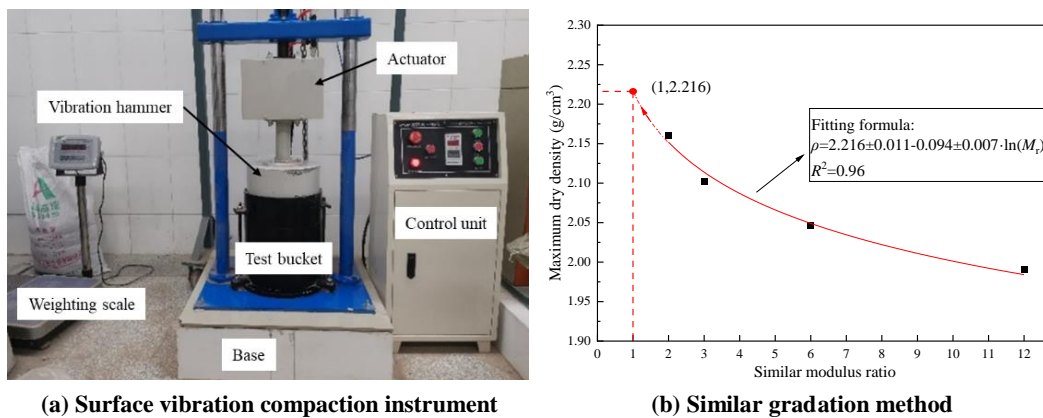 Actuator
Vibration hammer
Control unit
Test bucket
Weighting scale
Base
(a) Surface vibration compaction instrument
Maximum dry density (g/cm³)
2.30
2.25
2.20
2.15
2.10
2.05
2.00
1.95
1.90
(1,2.216)
Fitting formula:
ρ=2.216±0.011-0.094±0.007·ln(Mᵣ)
R²=0.96
0 1 2 3 4 5 6 7 8 9 10 11 12
Similar modulus ratio
(b) Similar gradation method